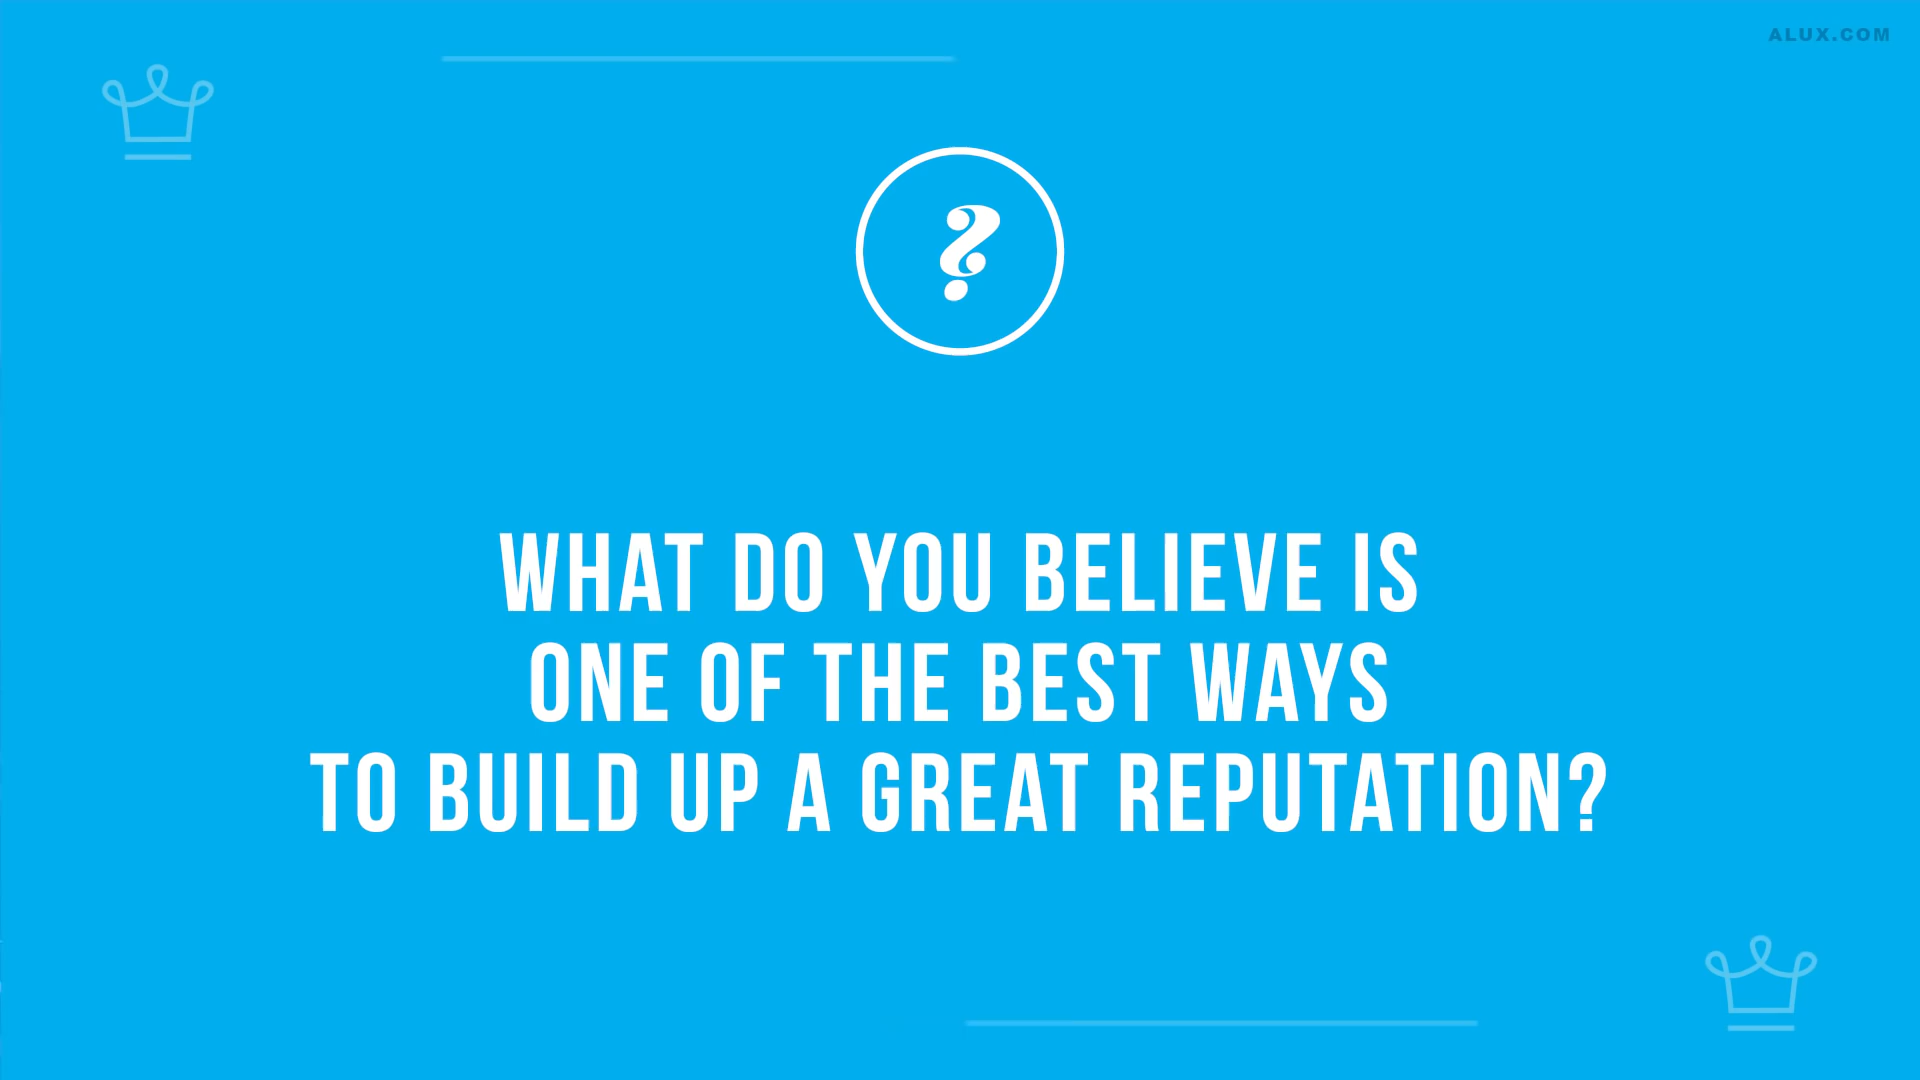 ALUX.COM
?
WHAT DO YOU BELIEVE IS
ONE OF THE BEST WAYS
TO BUILD UP A GREAT REPUTATION?